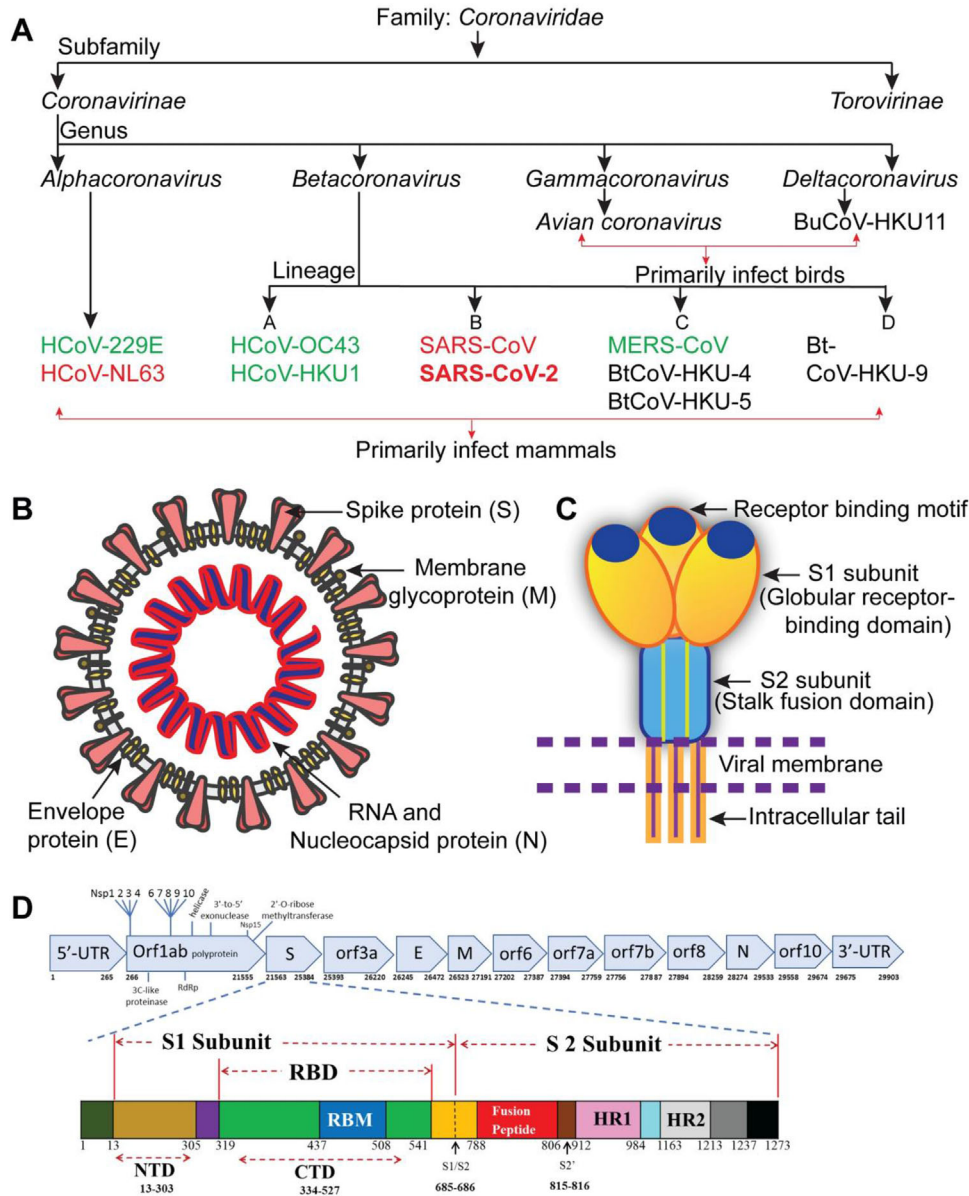 A
Family: Coronaviridae
Subfamily
Coronavirinae
Torovirinae
Genus
Alphacoronavirus
Betacoronavirus
Gammacoronavirus
Deltacoronavirus
Avian coronavirus
BuCoV-HKU11
Lineage
Primarily infect birds
A
B
C
D
HCoV-229E
HCoV-NL63
HCoV-OC43
HCoV-HKU1
SARS-CoV
SARS-CoV-2
MERS-CoV
BtCoV-HKU-4
BtCoV-HKU-5
Bt-
CoV-HKU-9
Primarily infect mammals
B
Spike protein (S)
Membrane
glycoprotein (M)
Envelope
protein (E)
RNA and
Nucleocapsid protein (N)
C
Receptor binding motif
S1 subunit
(Globular receptor-
binding domain)
S2 subunit
(Stalk fusion domain)
Viral membrane
Intracellular tail
D
Nsp1 2 3 4 6 7 8 9 10
helicase
3'-to-5'
exonuclease
Nsp15
2'-O-ribose
methyltransferase
5'-UTR Orf1ab polyprotein S orf3a E M orf6 orf7a orf7b orf8 N orf10 3'-UTR
1 265 266 21555 21563 25384 25393 26220 26245 26472 26523 27191 27202 27387 27394 27759 27756 27887 27894 28259 28274 29533 29558 29674 29675 29903
3C-like
proteinase
RdRp
S1 Subunit
S 2 Subunit
RBD
RBM
Fusion
Peptide
HR1
HR2
1 13 305 319 437 508 541 788 806 912 984 1163 1213 1237 1273
NTD
13-303
CTD
334-527
S1/S2
685-686
S2'
815-816